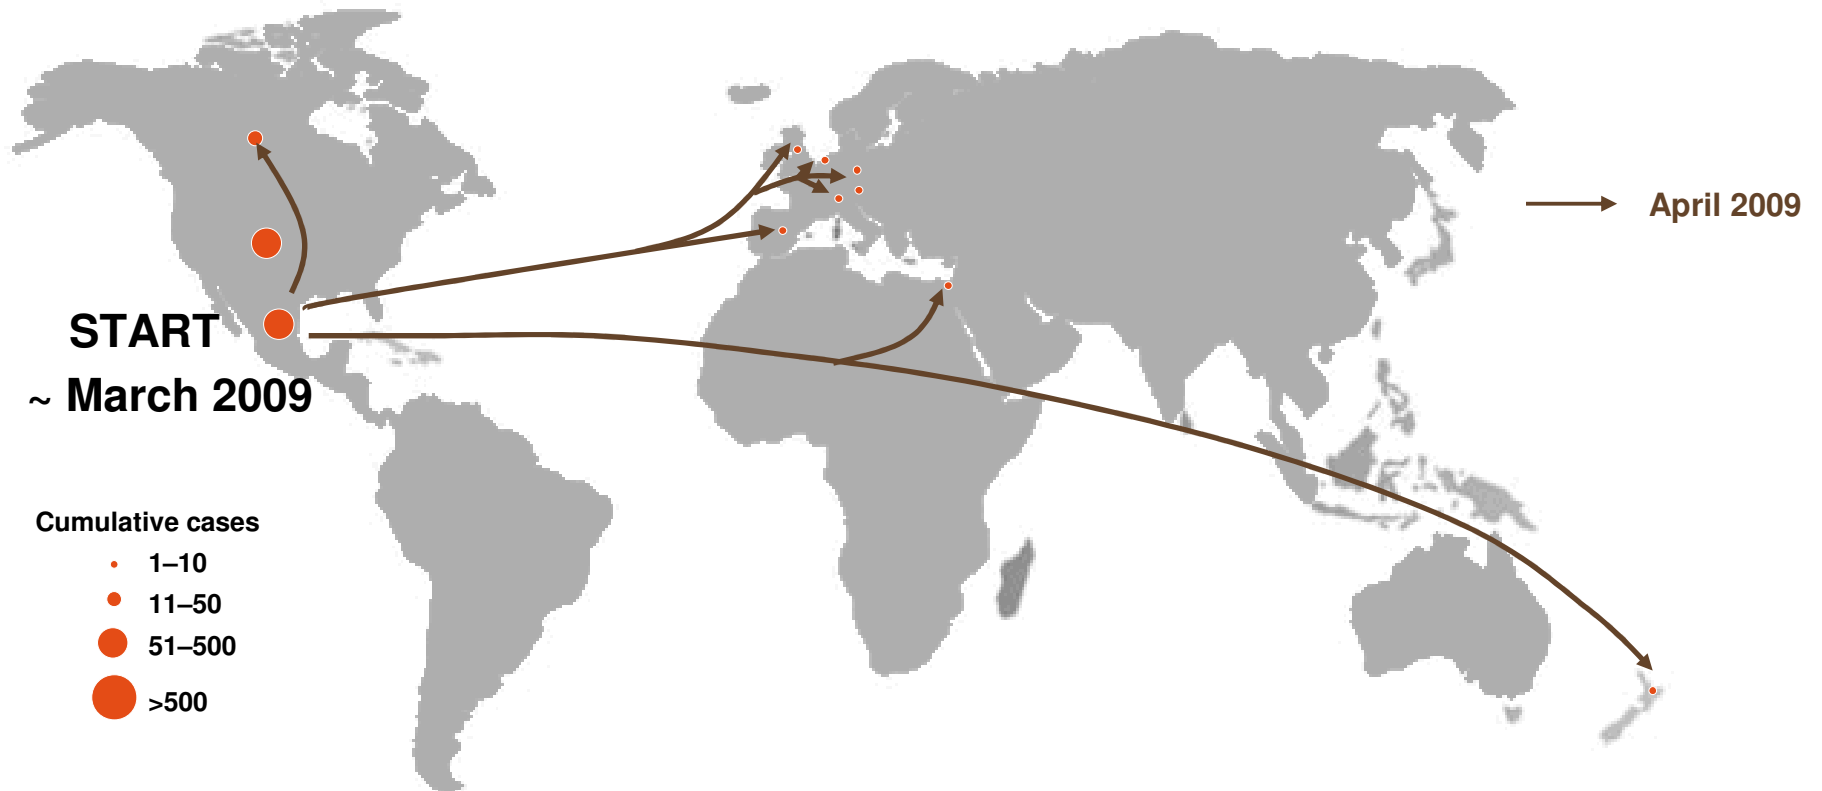 April 2009
START
~ March 2009
Cumulative cases
1–10
11–50
51–500
>500